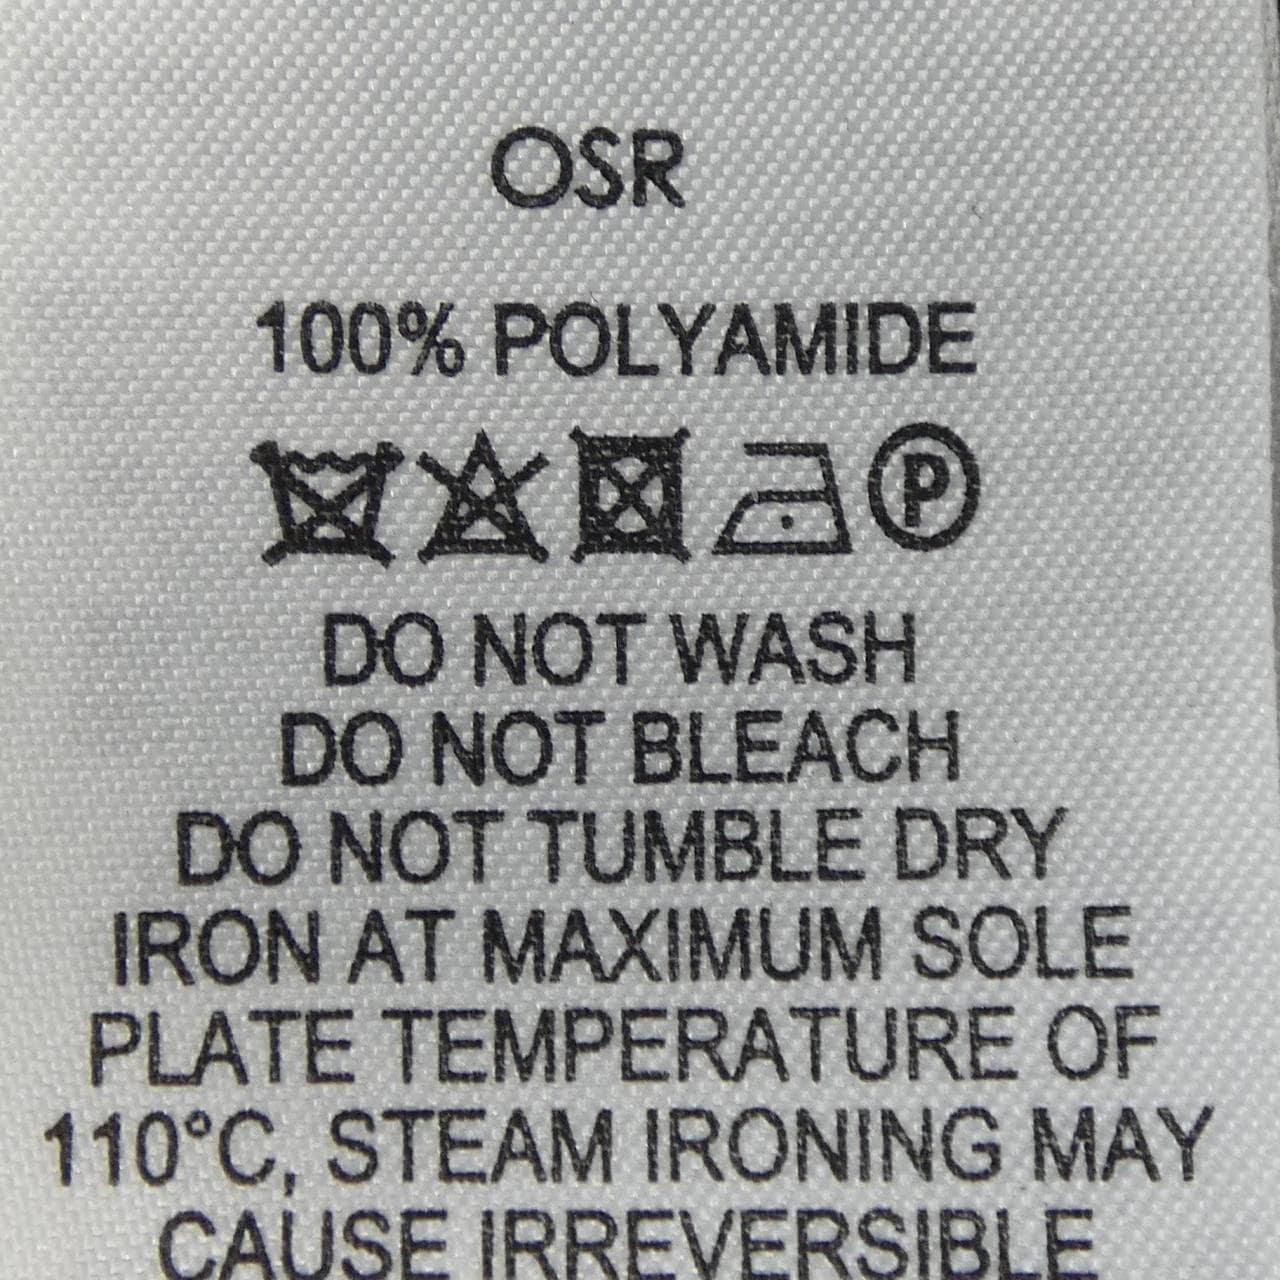 OSR
100% POLYAMIDE
P
DO NOT WASH
DO NOT BLEACH
DO NOT TUMBLE DRY
IRON AT MAXIMUM SOLE
PLATE TEMPERATURE OF
110°C, STEAM IRONING MAY
CAUSE IRREVERSIBLE